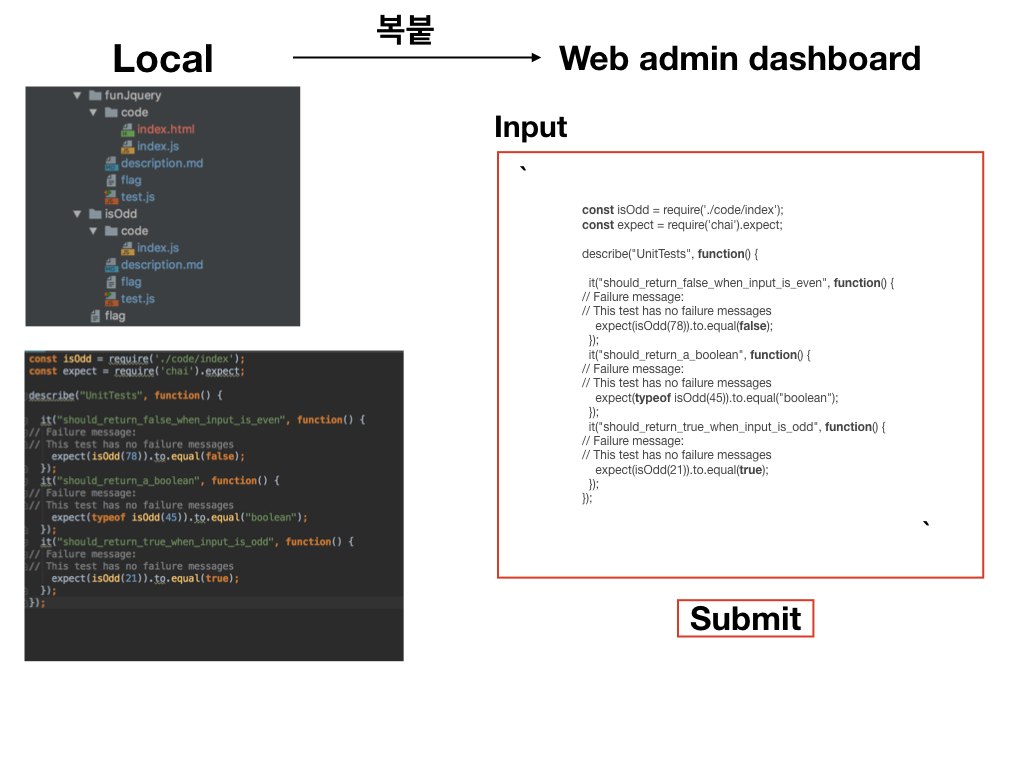 복붙
Local
Web admin dashboard
funJquery
code
index.html
index.js
description.md
flag
test.js
isOdd
code
index.js
description.md
flag
test.js
flag
const isOdd = require('./code/index');
const expect = require('chai').expect;
describe("UnitTests", function() {
it("should_return_false_when_input_is_even", function() {
// Failure message:
// This test has no failure messages
expect(isOdd(78)).to.equal(false);
});
it("should_return_a_boolean", function() {
// Failure message:
// This test has no failure messages
expect(typeof isOdd(45)).to.equal("boolean");
});
it("should_return_true_when_input_is_odd", function() {
// Failure message:
// This test has no failure messages
expect(isOdd(21)).to.equal(true);
});
});
Input
`
const isOdd = require('./code/index');
const expect = require('chai').expect;
describe("UnitTests", function() {
it("should_return_false_when_input_is_even", function() {
// Failure message:
// This test has no failure messages
expect(isOdd(78)).to.equal(false);
});
it("should_return_a_boolean", function() {
// Failure message:
// This test has no failure messages
expect(typeof isOdd(45)).to.equal("boolean");
});
it("should_return_true_when_input_is_odd", function() {
// Failure message:
// This test has no failure messages
expect(isOdd(21)).to.equal(true);
});
});
`
Submit